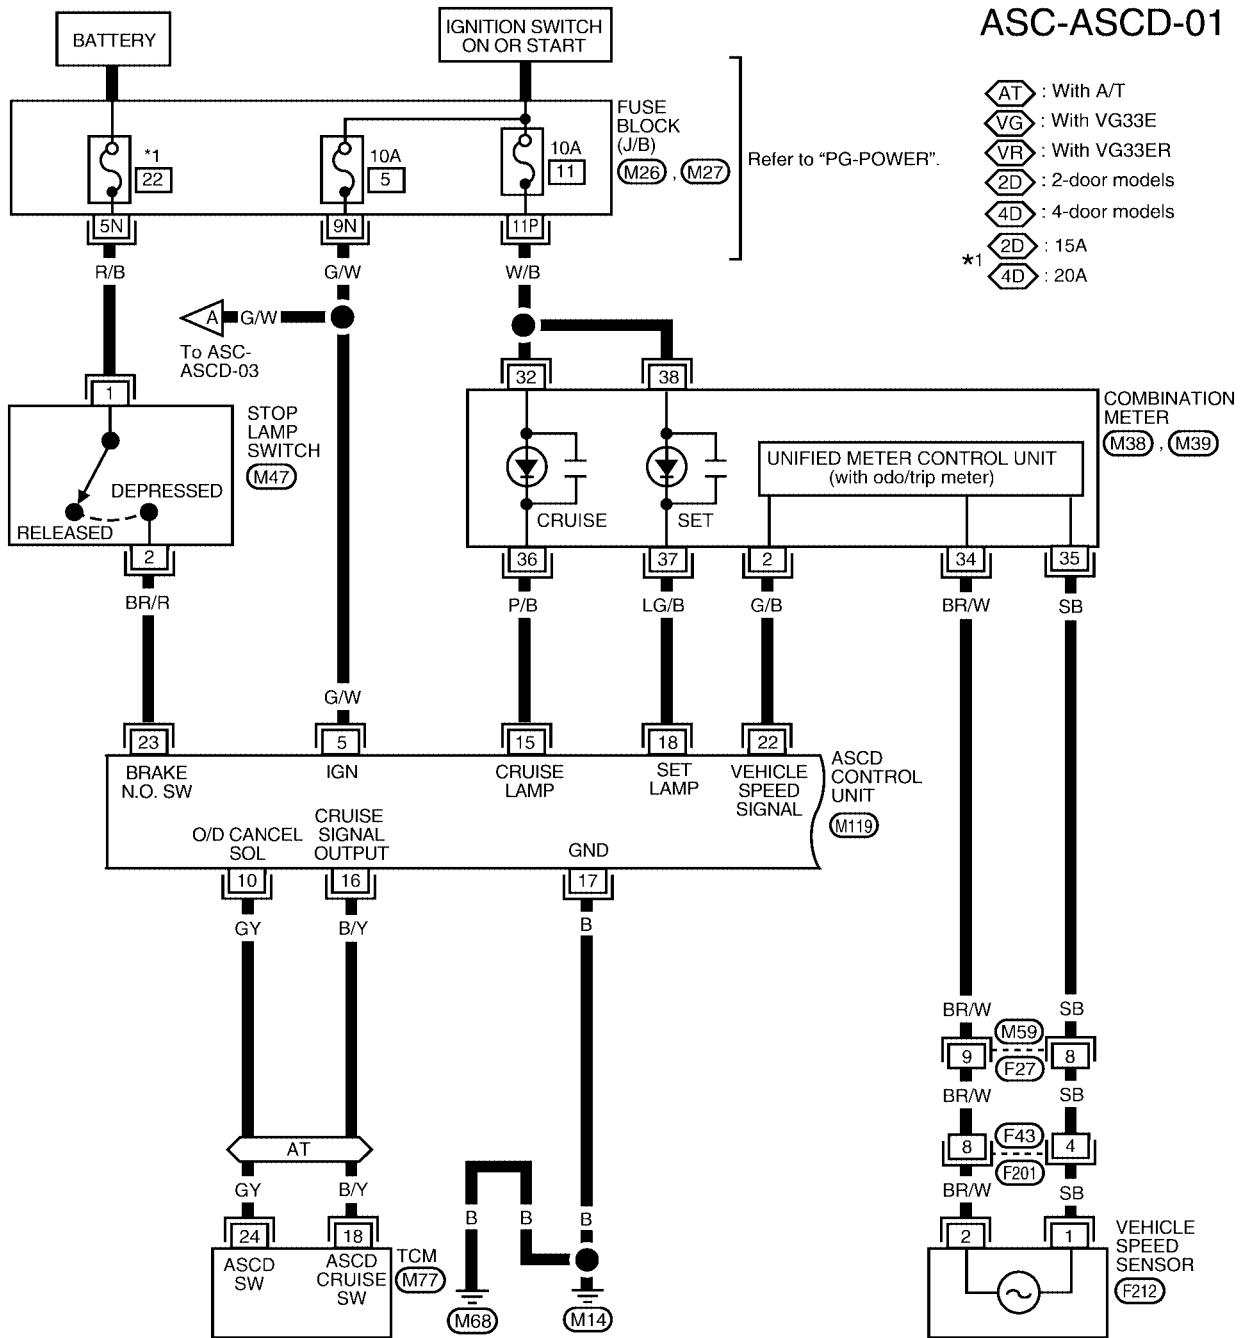 ASC-ASCD-01
BATTERY
IGNITION SWITCH
ON OR START
AT : With A/T
VG : With VG33E
VR : With VG33ER
2D : 2-door models
4D : 4-door models
*1 2D : 15A
4D : 20A
FUSE
BLOCK
(J/B)
M26 , M27
Refer to "PG-POWER".
*1
22
10A
5
10A
11
5N
9N
11P
R/B
G/W
W/B
A
G/W
To ASC-
ASCD-03
1
32
38
STOP
LAMP
SWITCH
M47
DEPRESSED
RELEASED
COMBINATION
METER
M38 , M39
UNIFIED METER CONTROL UNIT
(with odo/trip meter)
CRUISE
SET
2
36
37
2
34
35
BR/R
P/B
LG/B
G/B
BR/W
SB
G/W
23
5
15
18
22
BRAKE
N.O. SW
IGN
CRUISE
LAMP
SET
LAMP
VEHICLE
SPEED
SIGNAL
ASCD
CONTROL
UNIT
M119
O/D CANCEL
SOL
CRUISE
SIGNAL
OUTPUT
GND
10
16
17
GY
B/Y
B
BR/W
SB
M59
9
8
F27
BR/W
SB
F43
8
4
F201
BR/W
SB
AT
GY
B/Y
B
B
B
24
18
2
1
ASCD
SW
ASCD
CRUISE
SW
TCM
M77
M68
M14
VEHICLE
SPEED
SENSOR
F212